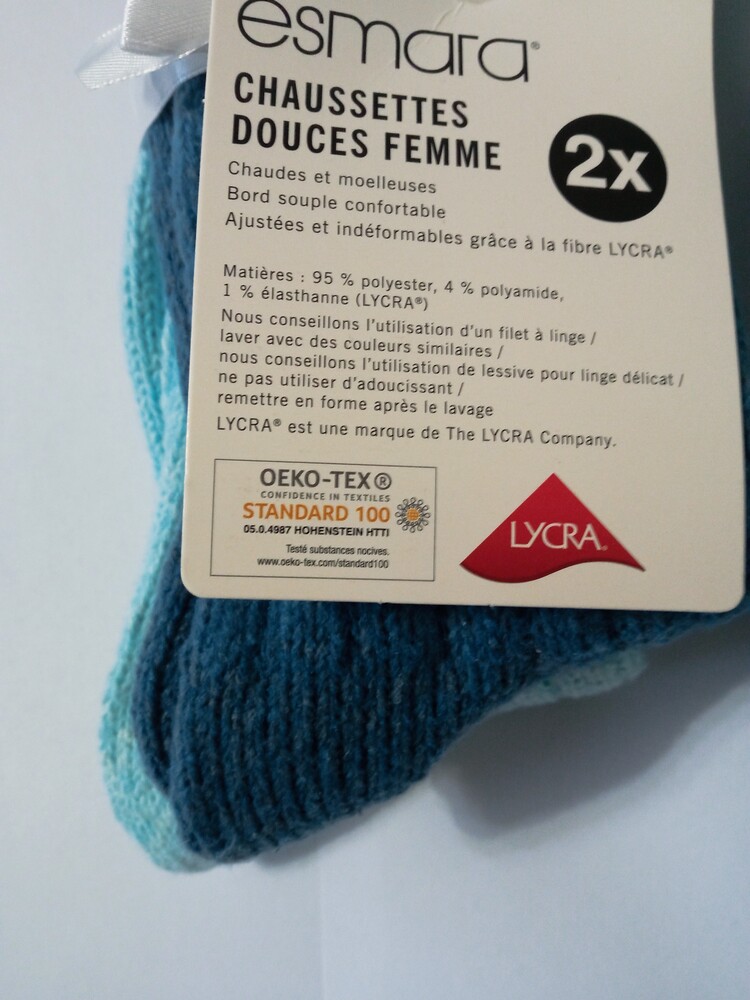 esmara®
CHAUSSETTES
DOUCES FEMME
2x
Chaudes et moelleuses
Bord souple confortable
Ajustées et indéformables grâce à la fibre LYCRA®
Matières : 95 % polyester, 4 % polyamide,
1 % élasthanne (LYCRA®)
Nous conseillons l'utilisation d'un filet à linge /
laver avec des couleurs similaires /
nous conseillons l'utilisation de lessive pour linge délicat /
ne pas utiliser d'adoucissant /
remettre en forme après le lavage
LYCRA® est une marque de The LYCRA Company.
OEKO-TEX®
CONFIDENCE IN TEXTILES
STANDARD 100
05.0.4987 HOHENSTEIN HTTI
Testé substances nocives.
www.oeko-tex.com/standard100
LYCRA®